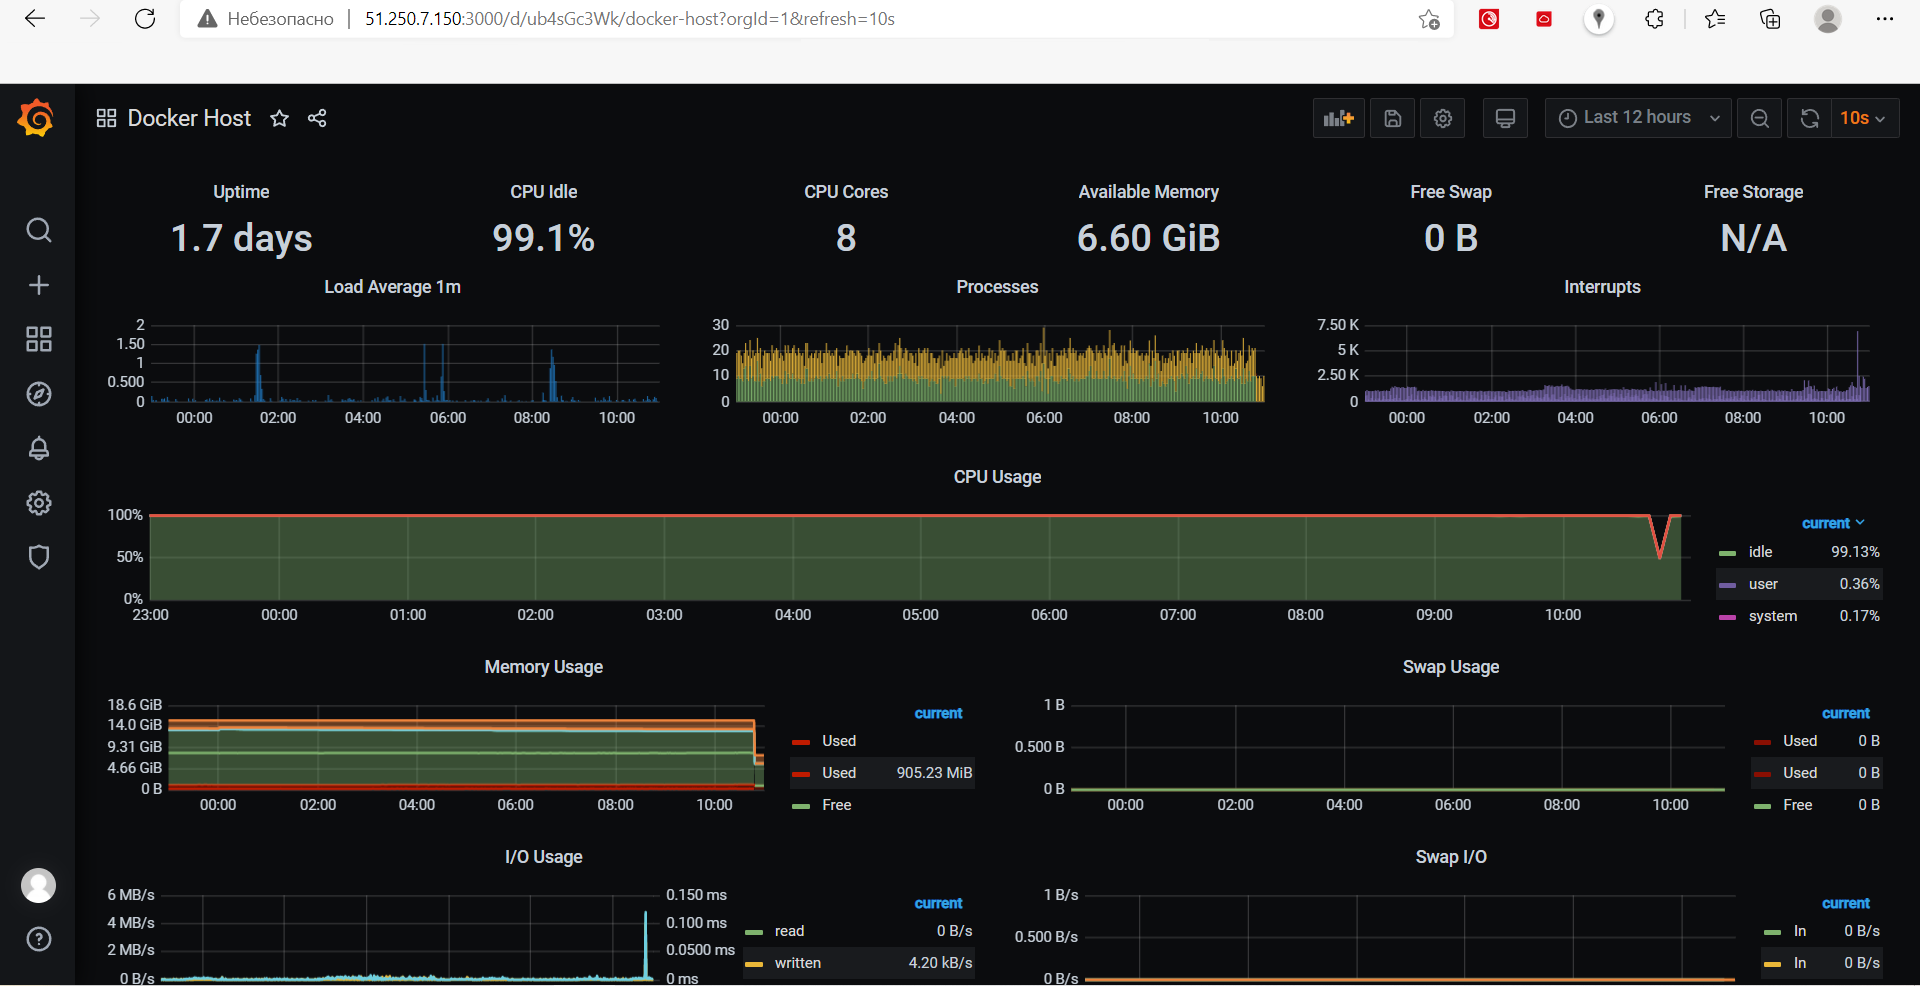 Небезопасно | 51.250.7.150:3000/d/ub4sGc3Wk/docker-host?orgId=1&refresh=10s
Docker Host
Last 12 hours
10s
Uptime
1.7 days
CPU Idle
99.1%
CPU Cores
8
Available Memory
6.60 GiB
Free Swap
0 B
Free Storage
N/A
Load Average 1m
2
1.50
1
0.500
0
00:00 02:00 04:00 06:00 08:00 10:00
Processes
30
20
10
0
00:00 02:00 04:00 06:00 08:00 10:00
Interrupts
7.50 K
5 K
2.50 K
0
00:00 02:00 04:00 06:00 08:00 10:00
CPU Usage
100%
50%
0%
23:00 00:00 01:00 02:00 03:00 04:00 05:00 06:00 07:00 08:00 09:00 10:00
current
idle 99.13%
user 0.36%
system 0.17%
Memory Usage
18.6 GiB
14.0 GiB
9.31 GiB
4.66 GiB
0 B
00:00 02:00 04:00 06:00 08:00 10:00
current
Used
Used 905.23 MiB
Free
Swap Usage
1 B
0.500 B
0 B
00:00 02:00 04:00 06:00 08:00 10:00
current
Used 0 B
Used 0 B
Free 0 B
I/O Usage
6 MB/s
4 MB/s
2 MB/s
0 B/s
0.150 ms
0.100 ms
0.0500 ms
0 ms
current
read 0 B/s
written 4.20 kB/s
Swap I/O
1 B/s
0.500 B/s
0 B/s
current
In 0 B/s
In 0 B/s